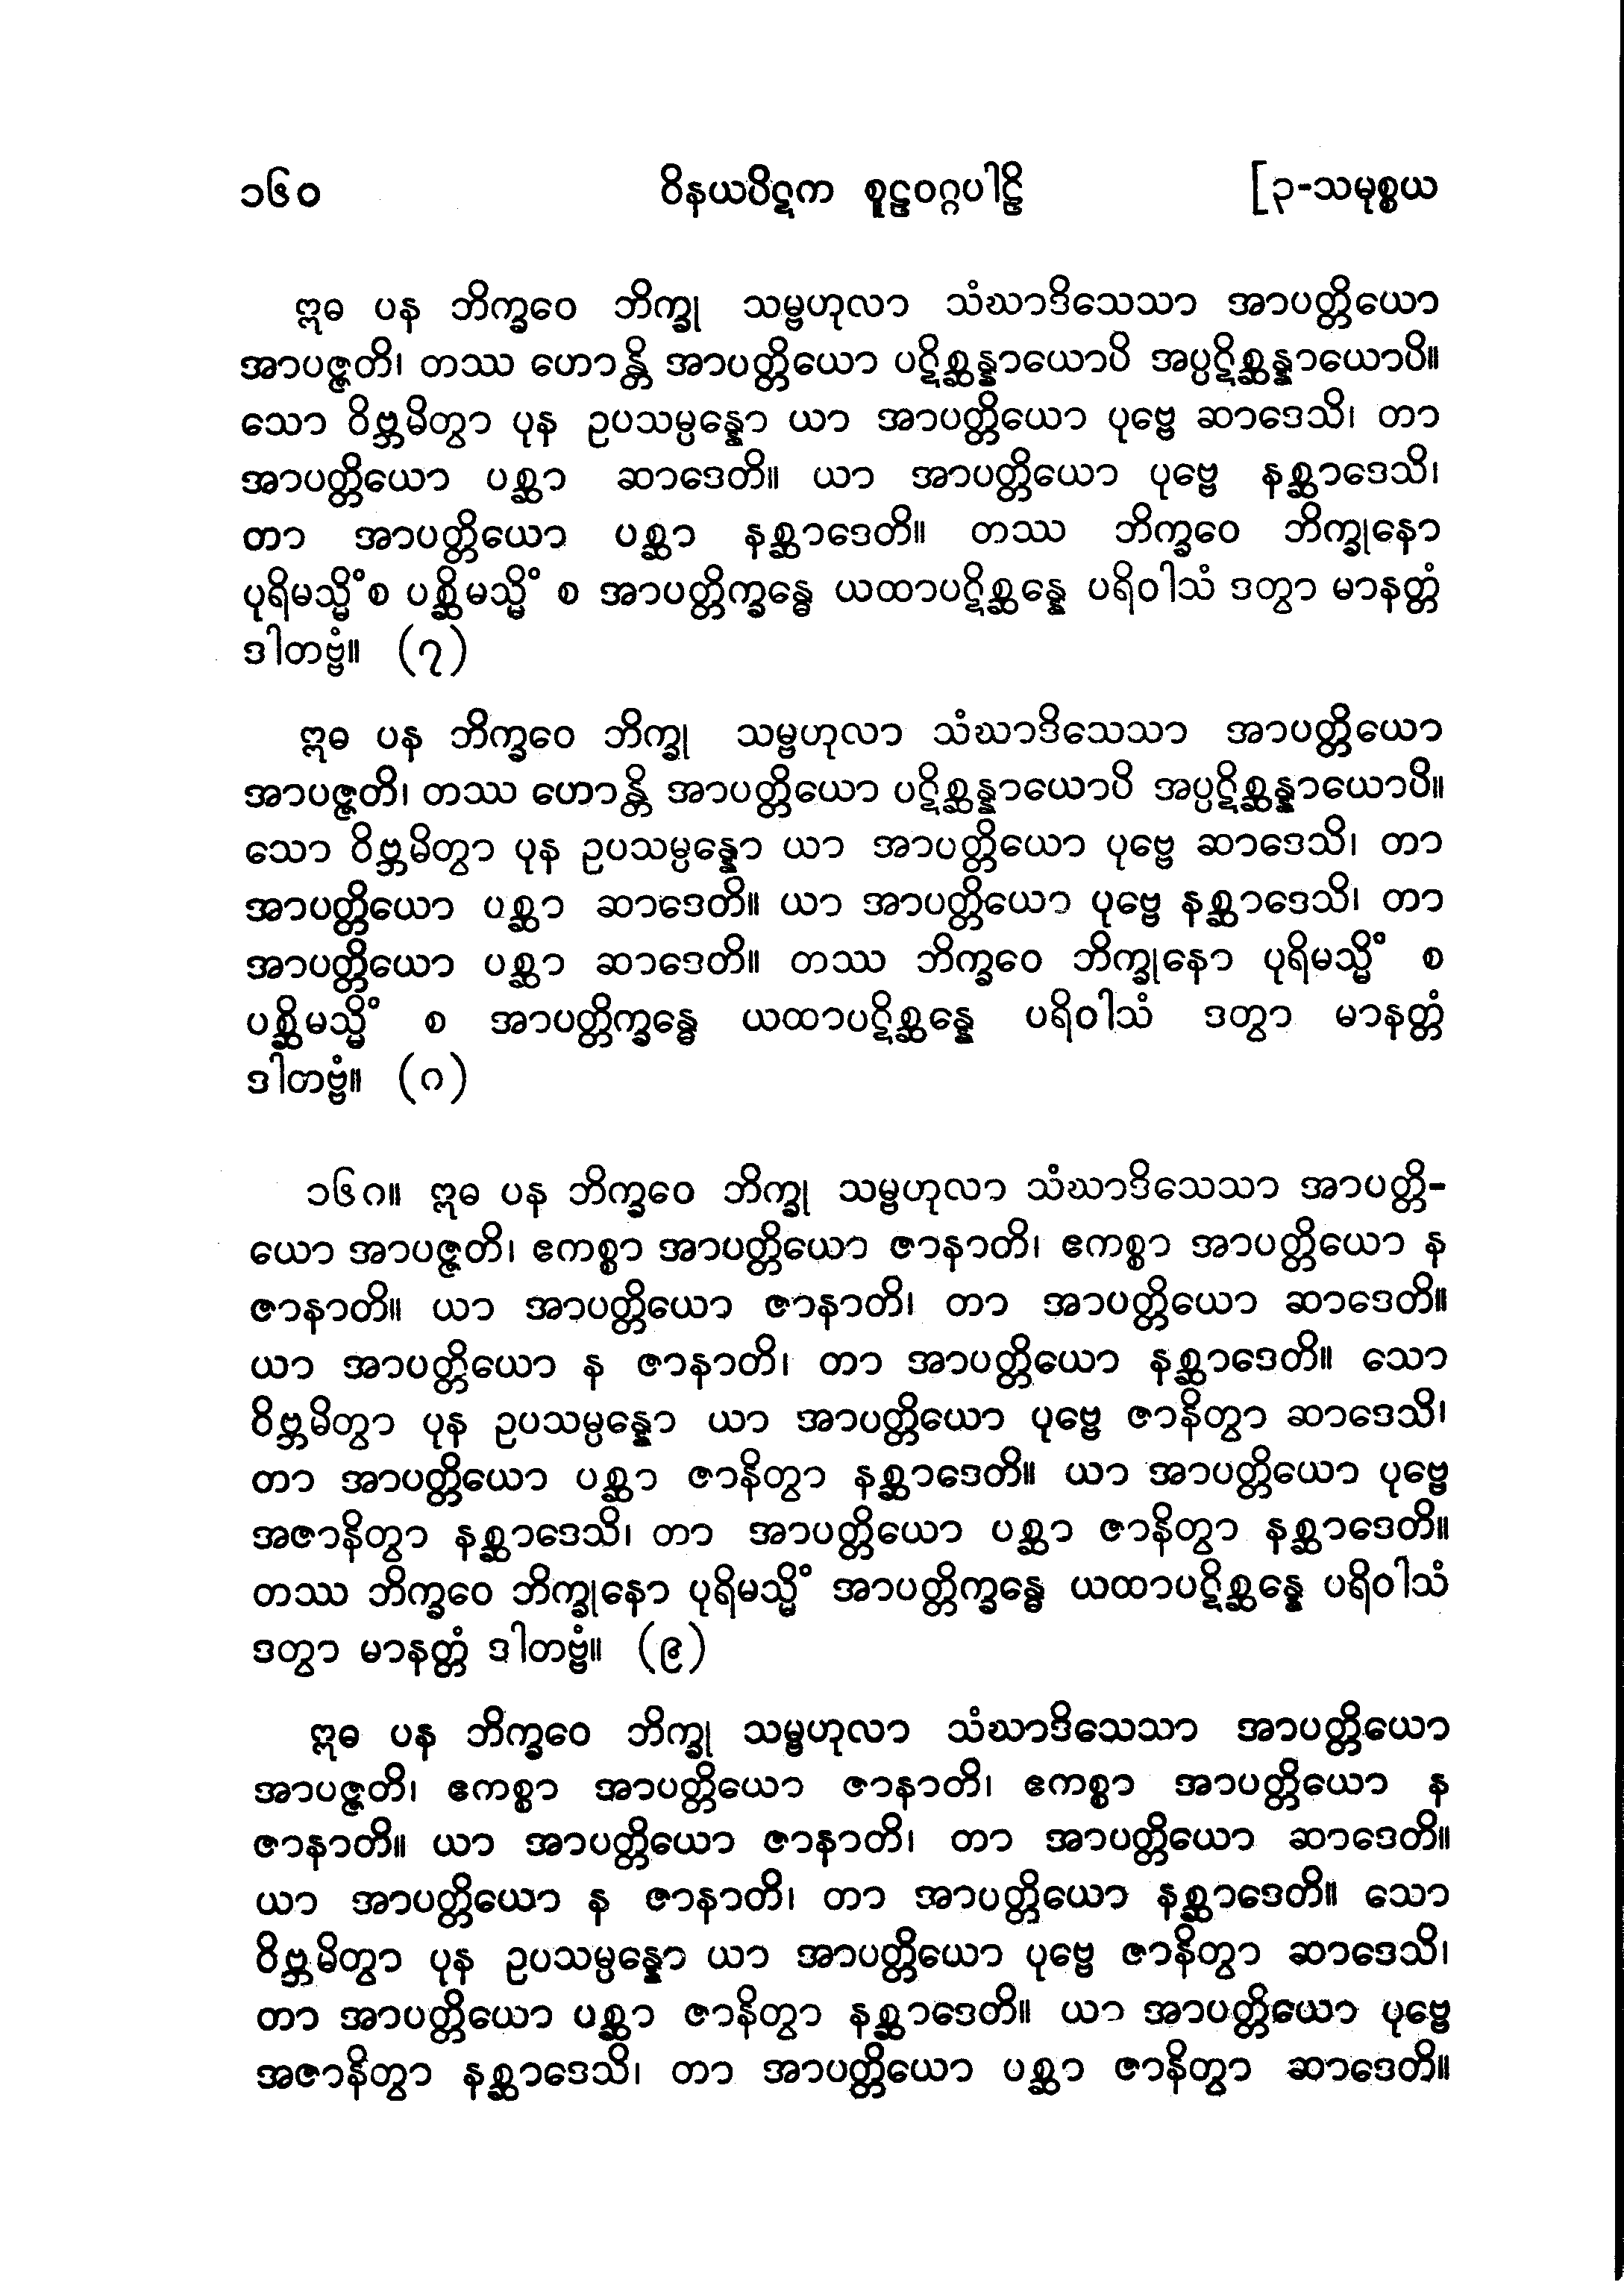 ၁၆၀ ဝိနယပိဋက စူဠဝဂ္ဂပါဠိ [၃-သမုစ္စယ
ဣဓ ပန ဘိက္ခဝေ ဘိက္ခု သမ္ဗဟုလာ သံဃာဒိသေသာ အာပတ္တိယော
အာပဇ္ဇတိ၊ တဿ ဟောန္တိ အာပတ္တိယော ပဋိစ္ဆန္နာယောပိ အပ္ပဋိစ္ဆန္နာယောပိ။
သော ဝိဗ္ဘမိတွာ ပုန ဥပသမ္ပန္နော ယာ အာပတ္တိယော ပုဗ္ဗေ ဆာဒေသိ၊ တာ
အာပတ္တိယော ပစ္ဆာ ဆာဒေတိ။ ယာ အာပတ္တိယော ပုဗ္ဗေ နစ္ဆာဒေသိ၊
တာ အာပတ္တိယော ပစ္ဆာ နစ္ဆာဒေတိ။ တဿ ဘိက္ခဝေ ဘိက္ခုနော
ပုရိမသ္မိံစ ပစ္ဆိမသ္မိံ စ အာပတ္တိက္ခန္ဓေ ယထာပဋိစ္ဆန္နေ ပရိဝါသံ ဒတွာ မာနတ္တံ
ဒါတဗ္ဗံ။ (၇)
ဣဓ ပန ဘိက္ခဝေ ဘိက္ခု သမ္ဗဟုလာ သံဃာဒိသေသာ အာပတ္တိယော
အာပဇ္ဇတိ၊ တဿ ဟောန္တိ အာပတ္တိယော ပဋိစ္ဆန္နာယောပိ အပ္ပဋိစ္ဆန္နာယောပိ။
သော ဝိဗ္ဘမိတွာ ပုန ဥပသမ္ပန္နော ယာ အာပတ္တိယော ပုဗ္ဗေ ဆာဒေသိ၊ တာ
အာပတ္တိယော ပစ္ဆာ ဆာဒေတိ။ ယာ အာပတ္တိယော ပုဗ္ဗေ နစ္ဆာဒေသိ၊ တာ
အာပတ္တိယော ပစ္ဆာ ဆာဒေတိ။ တဿ ဘိက္ခဝေ ဘိက္ခုနော ပုရိမသ္မိံ စ
ပစ္ဆိမသ္မိံ စ အာပတ္တိက္ခန္ဓေ ယထာပဋိစ္ဆန္နေ ပရိဝါသံ ဒတွာ မာနတ္တံ
ဒါတဗ္ဗံ။ (၈)
၁၆၈။ ဣဓ ပန ဘိက္ခဝေ ဘိက္ခု သမ္ဗဟုလာ သံဃာဒိသေသာ အာပတ္တိ-
ယော အာပဇ္ဇတိ၊ ဧကစ္စာ အာပတ္တိယော ဇာနာတိ၊ ဧကစ္စာ အာပတ္တိယော န
ဇာနာတိ။ ယာ အာပတ္တိယော ဇာနာတိ၊ တာ အာပတ္တိယော ဆာဒေတိ။
ယာ အာပတ္တိယော န ဇာနာတိ၊ တာ အာပတ္တိယော နစ္ဆာဒေတိ။ သော
ဝိဗ္ဘမိတွာ ပုန ဥပသမ္ပန္နော ယာ အာပတ္တိယော ပုဗ္ဗေ ဇာနိတွာ ဆာဒေသိ၊
တာ အာပတ္တိယော ပစ္ဆာ ဇာနိတွာ နစ္ဆာဒေတိ။ ယာ အာပတ္တိယော ပုဗ္ဗေ
အဇာနိတွာ နစ္ဆာဒေသိ၊ တာ အာပတ္တိယော ပစ္ဆာ ဇာနိတွာ နစ္ဆာဒေတိ။
တဿ ဘိက္ခဝေ ဘိက္ခုနော ပုရိမသ္မိံ အာပတ္တိက္ခန္ဓေ ယထာပဋိစ္ဆန္နေ ပရိဝါသံ
ဒတွာ မာနတ္တံ ဒါတဗ္ဗံ။ (၉)
ဣဓ ပန ဘိက္ခဝေ ဘိက္ခု သမ္ဗဟုလာ သံဃာဒိသေသာ အာပတ္တိယော
အာပဇ္ဇတိ၊ ဧကစ္စာ အာပတ္တိယော ဇာနာတိ၊ ဧကစ္စာ အာပတ္တိယော န
ဇာနာတိ။ ယာ အာပတ္တိယော ဇာနာတိ၊ တာ အာပတ္တိယော ဆာဒေတိ။
ယာ အာပတ္တိယော န ဇာနာတိ၊ တာ အာပတ္တိယော နစ္ဆာဒေတိ။ သော
ဝိဗ္ဘမိတွာ ပုန ဥပသမ္ပန္နော ယာ အာပတ္တိယော ပုဗ္ဗေ ဇာနိတွာ ဆာဒေသိ၊
တာ အာပတ္တိယော ပစ္ဆာ ဇာနိတွာ နစ္ဆာဒေတိ။ ယာ အာပတ္တိယော ပုဗ္ဗေ
အဇာနိတွာ နစ္ဆာဒေသိ၊ တာ အာပတ္တိယော ပစ္ဆာ ဇာနိတွာ ဆာဒေတိ။